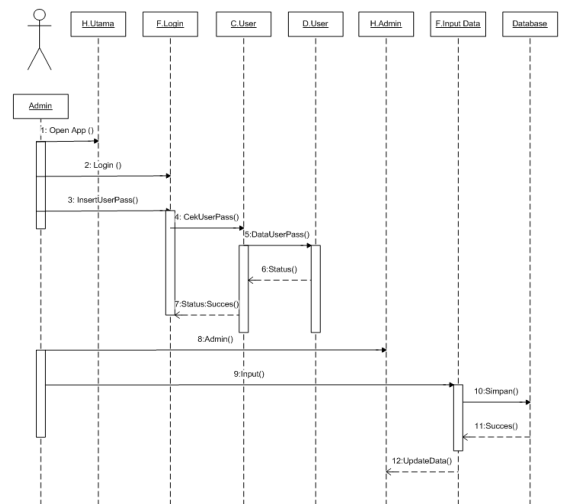 H.Utama
F.Login
C.User
D.User
H.Admin
F.Input Data
Database
Admin
1: Open App ()
2: Login ()
3: InsertUserPass()
4: CekUserPass()
5:DataUserPass()
6:Status()
7:Status:Succes()
8:Admin()
9:Input()
10:Simpan()
11:Succes()
12:UpdateData()